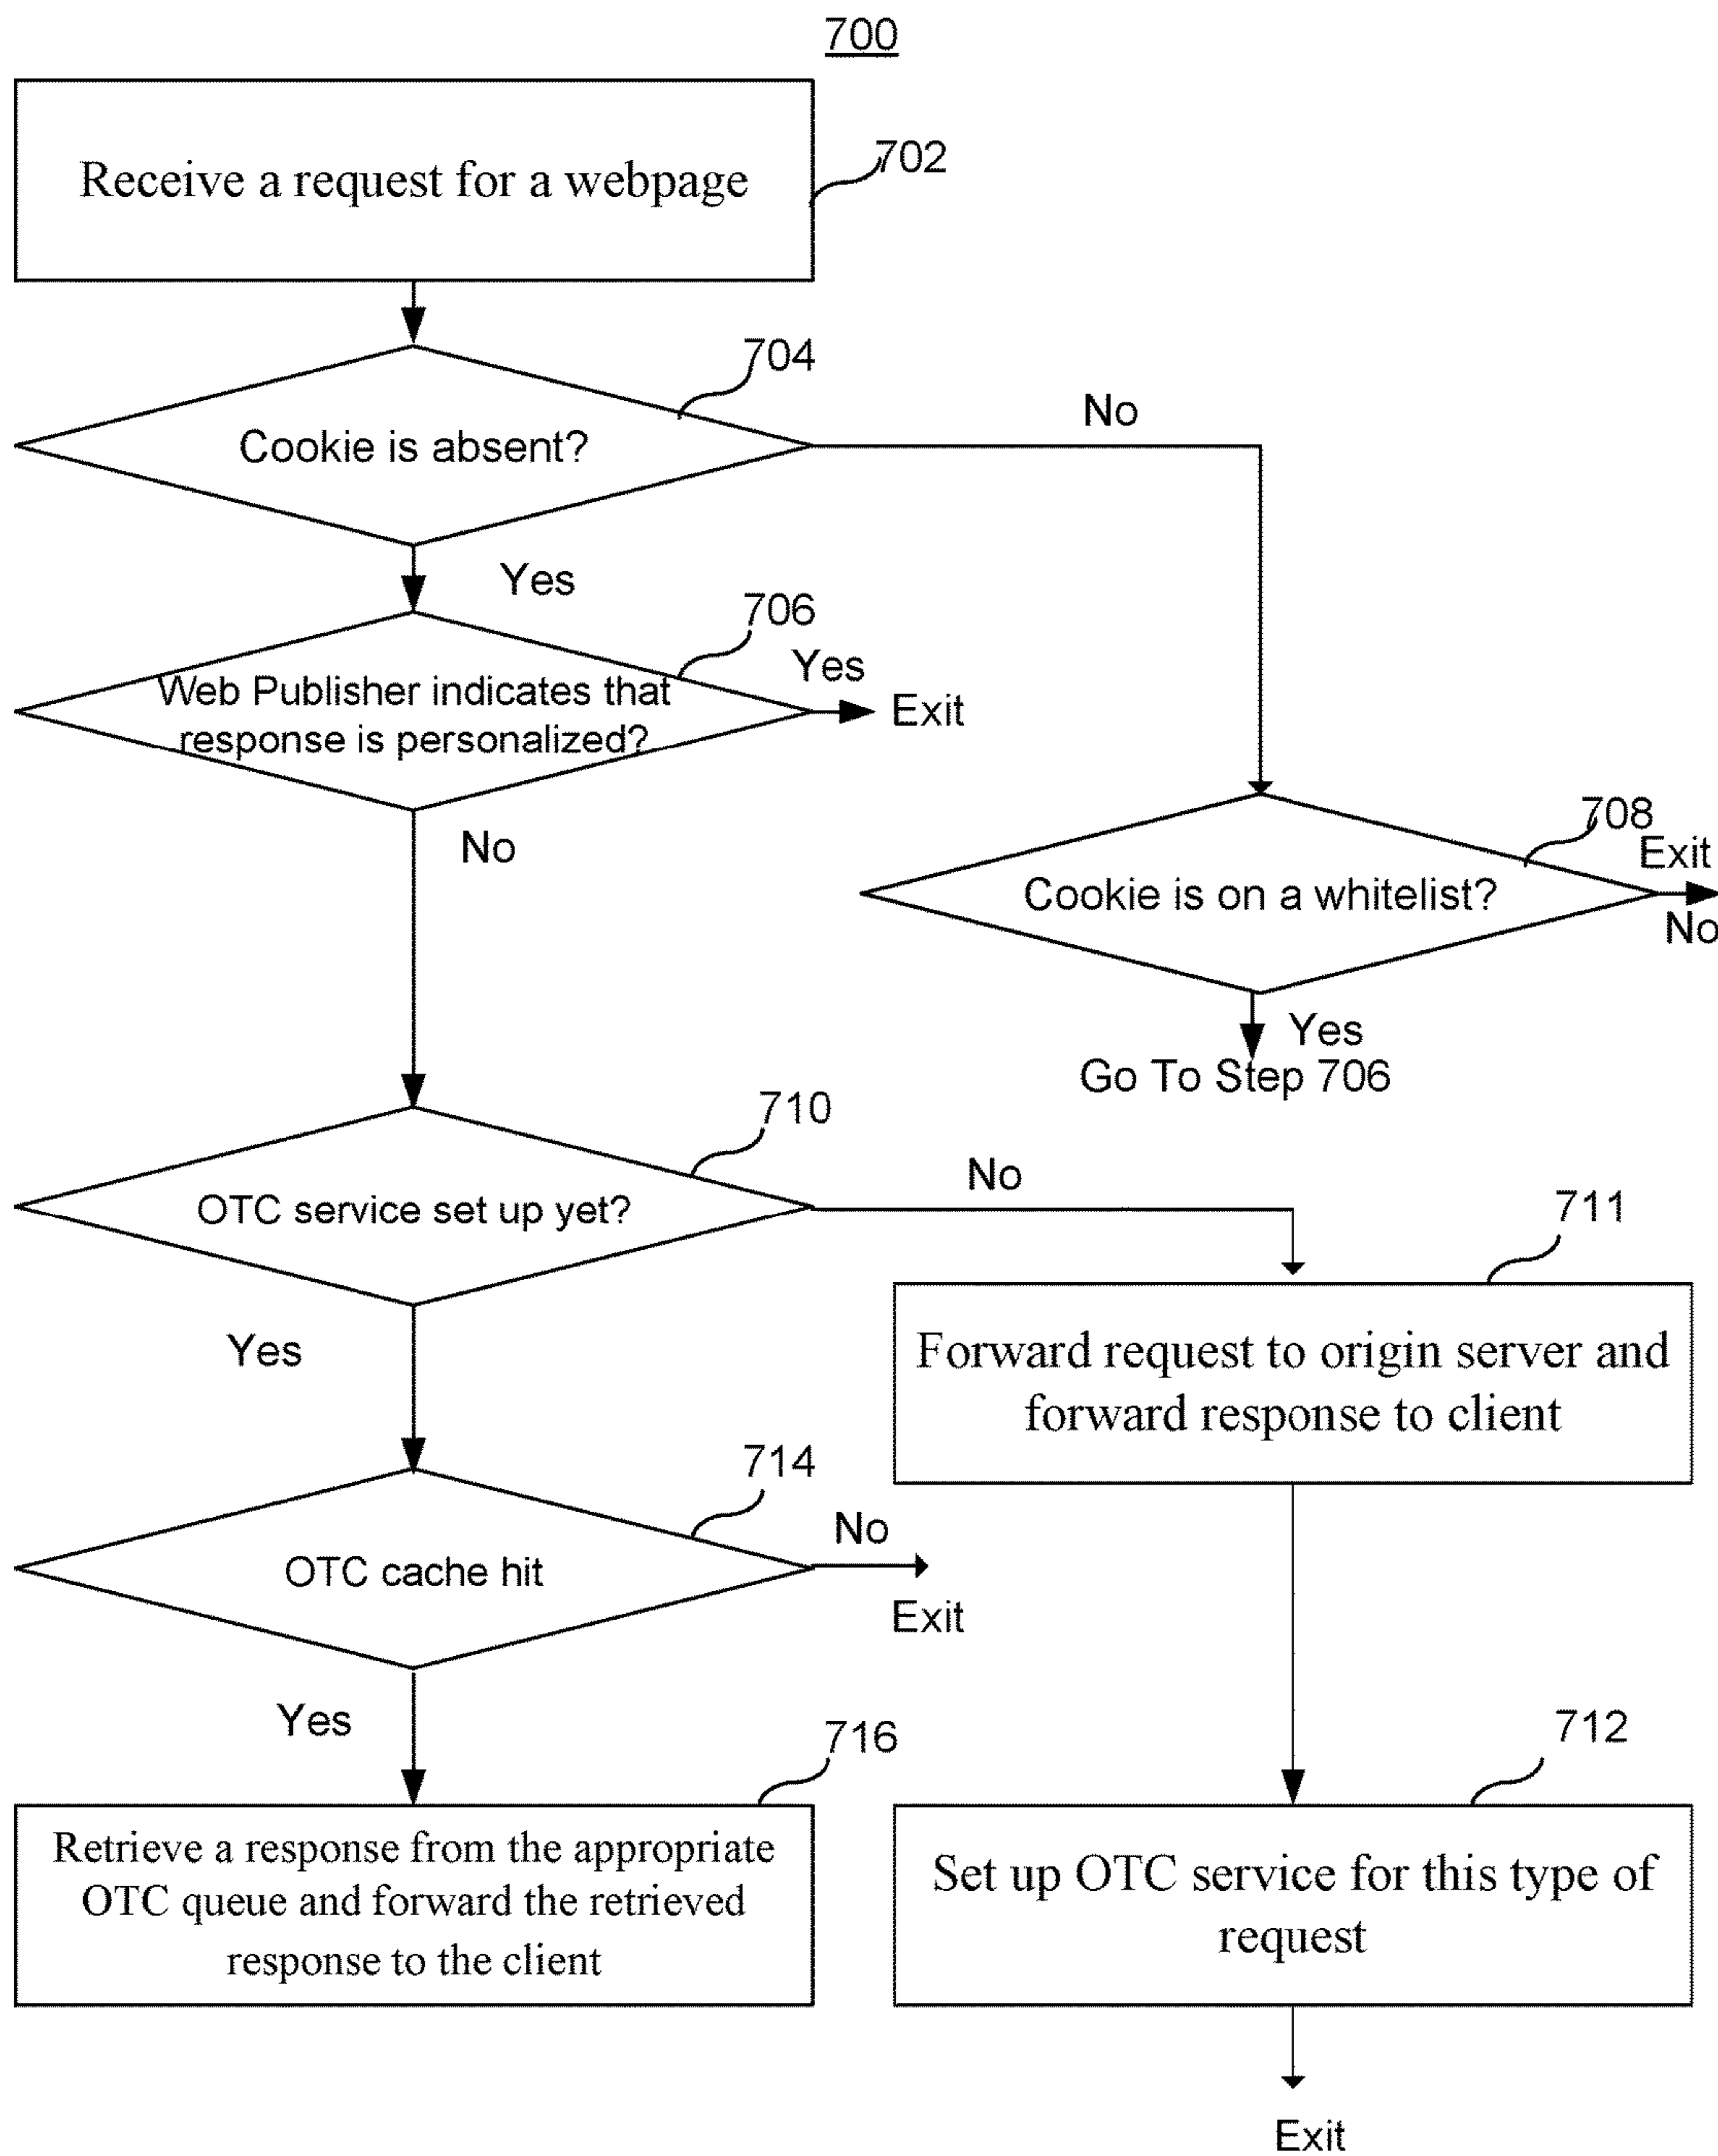 700
Receive a request for a webpage
702
704
Cookie is absent?
No
Yes
706
Yes
Web Publisher indicates that
response is personalized?
Exit
No
708
Exit
Cookie is on a whitelist?
No
Yes
Go To Step 706
710
No
OTC service set up yet?
711
Yes
Forward request to origin server and
forward response to client
714
No
OTC cache hit
Exit
Yes
716
712
Retrieve a response from the appropriate
OTC queue and forward the retrieved
response to the client
Set up OTC service for this type of
request
Exit